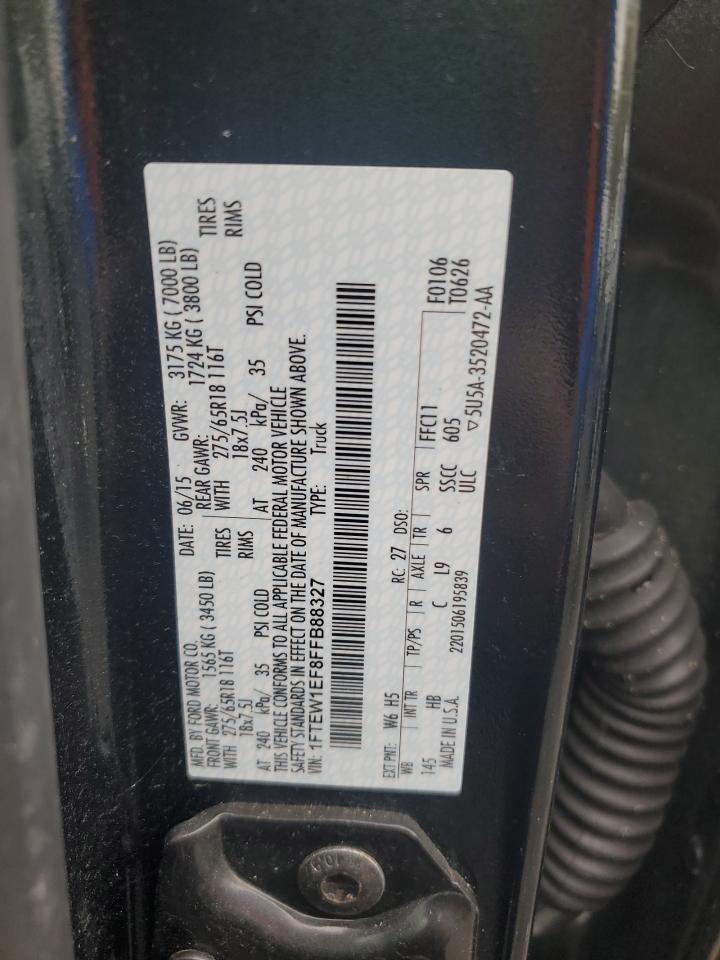 MFD. BY FORD MOTOR CO.
DATE: 06/15 GVWR: 3175 KG ( 7000 LB)
FRONT GAWR: 1565 KG ( 3450 LB) REAR GAWR: 1724 KG ( 3800 LB)
WITH 275/65R18 116T TIRES WITH 275/65R18 116T TIRES
18x7.5J RIMS 18x7.5J RIMS
AT 240 kPa/ 35 PSI COLD AT 240 kPa/ 35 PSI COLD
THIS VEHICLE CONFORMS TO ALL APPLICABLE FEDERAL MOTOR VEHICLE
SAFETY STANDARDS IN EFFECT ON THE DATE OF MANUFACTURE SHOWN ABOVE.
VIN: 1FTEW1EF8FFB88327 TYPE: Truck
EXT PNT: W6 H5 RC: 27 DSO: F0106
WB INT TR TP/PS R AXLE TR SPR FFC11 T0626
145 HB C L9 6 SSCC 605
MADE IN U.S.A. 2201506195839 ULC ▽5U5A-3520472-AA